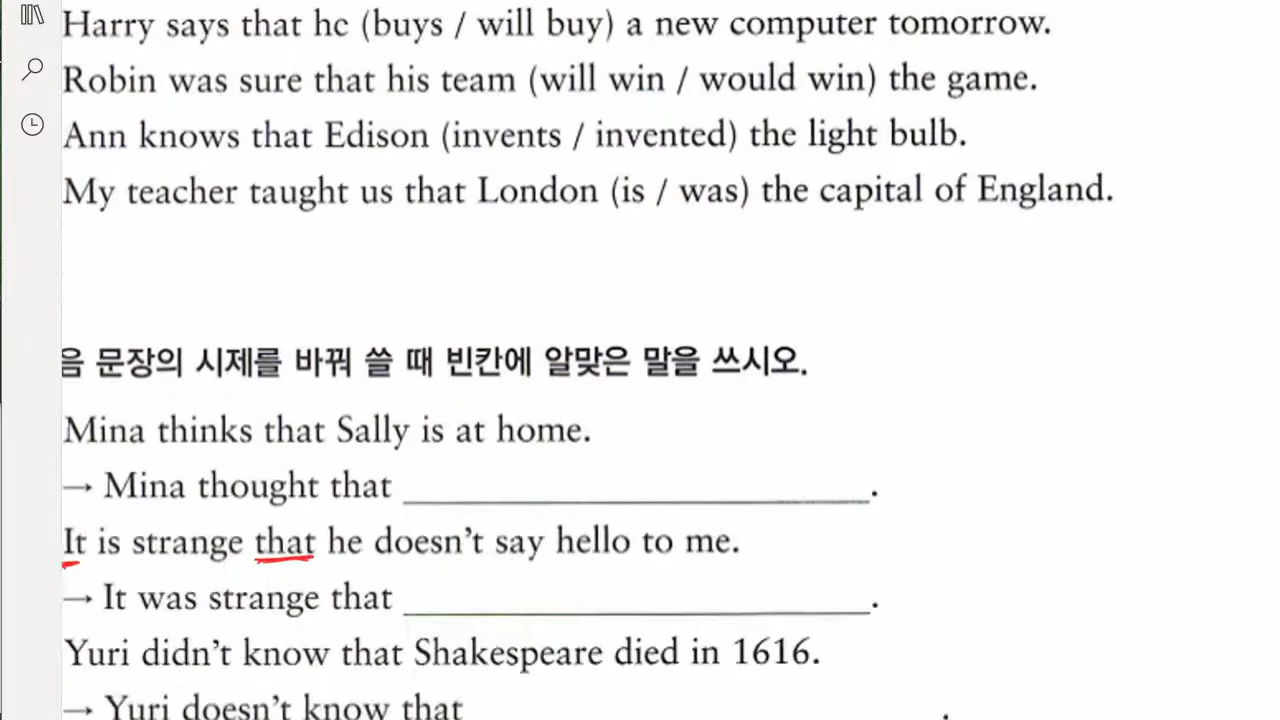 Harry says that hc (buys / will buy) a new computer tomorrow.
Robin was sure that his team (will win / would win) the game.
Ann knows that Edison (invents / invented) the light bulb.
My teacher taught us that London (is / was) the capital of England.
음 문장의 시제를 바꿔 쓸 때 빈칸에 알맞은 말을 쓰시오.
Mina thinks that Sally is at home.
→ Mina thought that ____________________.
It is strange that he doesn't say hello to me.
→ It was strange that ____________________.
Yuri didn't know that Shakespeare died in 1616.
→ Yuri doesn't know that ____________________.